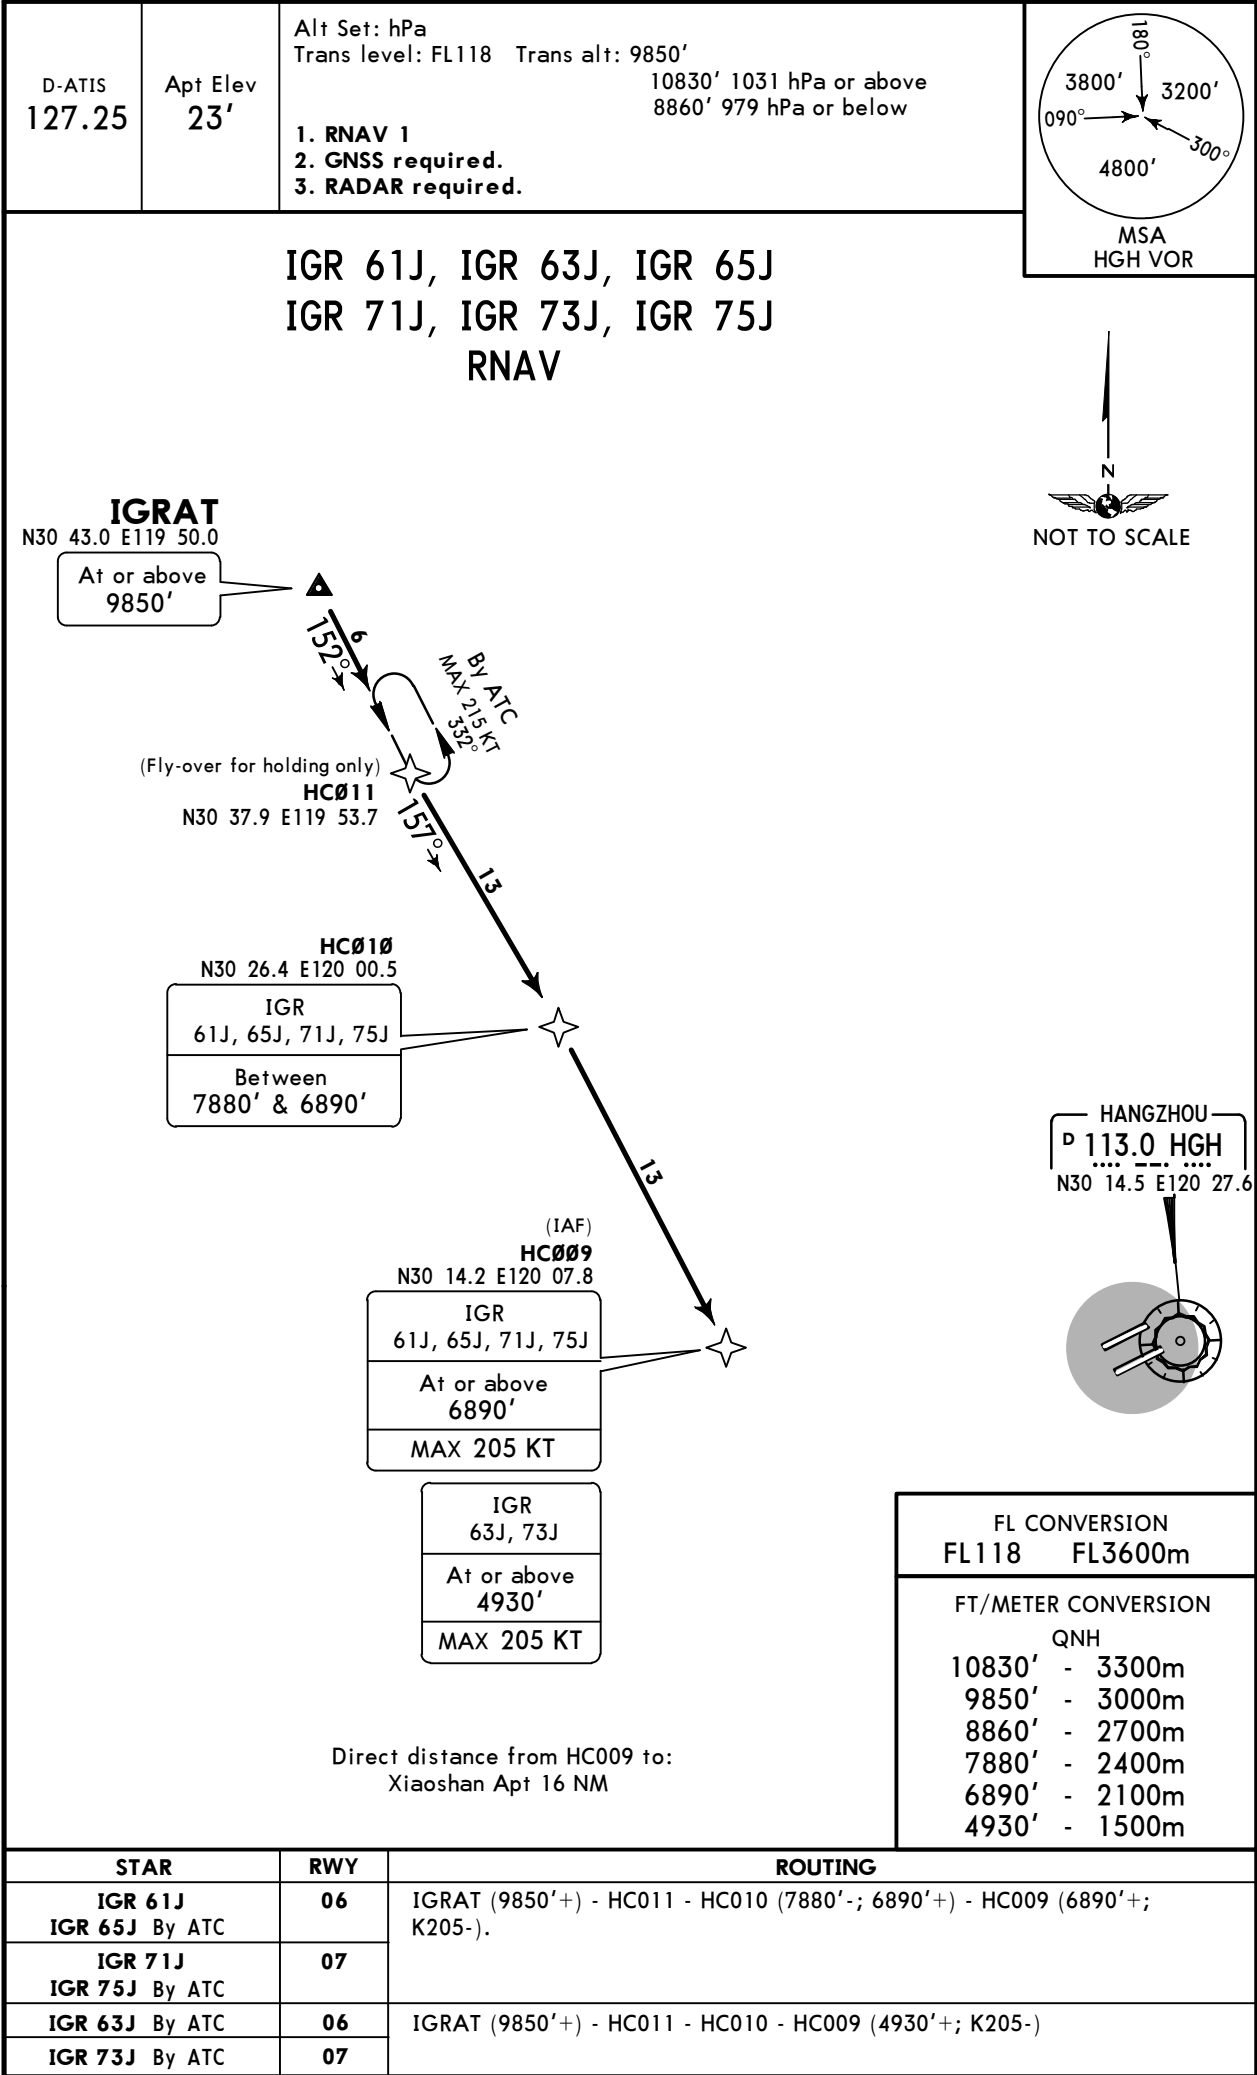 D-ATIS
127.25
Apt Elev
23'
Alt Set: hPa
Trans level: FL118 Trans alt: 9850'
10830' 1031 hPa or above
8860' 979 hPa or below
1. RNAV 1
2. GNSS required.
3. RADAR required.
180°
3800'
3200'
090°
300°
4800'
MSA
HGH VOR
IGR 61J, IGR 63J, IGR 65J
IGR 71J, IGR 73J, IGR 75J
RNAV
N
NOT TO SCALE
IGRAT
N30 43.0 E119 50.0
At or above
9850'
6
152°
By ATC
MAX 215 KT
332°
(Fly-over for holding only)
HCØ11
N30 37.9 E119 53.7
157°
13
HCØ1Ø
N30 26.4 E120 00.5
IGR
61J, 65J, 71J, 75J
Between
7880' & 6890'
13
HANGZHOU
D 113.0 HGH
N30 14.5 E120 27.6
(IAF)
HCØØ9
N30 14.2 E120 07.8
IGR
61J, 65J, 71J, 75J
At or above
6890'
MAX 205 KT
IGR
63J, 73J
At or above
4930'
MAX 205 KT
FL CONVERSION
FL118 FL3600m
FT/METER CONVERSION
QNH
10830' - 3300m
9850' - 3000m
8860' - 2700m
7880' - 2400m
6890' - 2100m
4930' - 1500m
Direct distance from HC009 to:
Xiaoshan Apt 16 NM
STAR RWY ROUTING
IGR 61J 06 IGRAT (9850'+) - HC011 - HC010 (7880'-; 6890'+) - HC009 (6890'+;
IGR 65J By ATC K205-).
IGR 71J 07
IGR 75J By ATC
IGR 63J By ATC 06 IGRAT (9850'+) - HC011 - HC010 - HC009 (4930'+; K205-)
IGR 73J By ATC 07